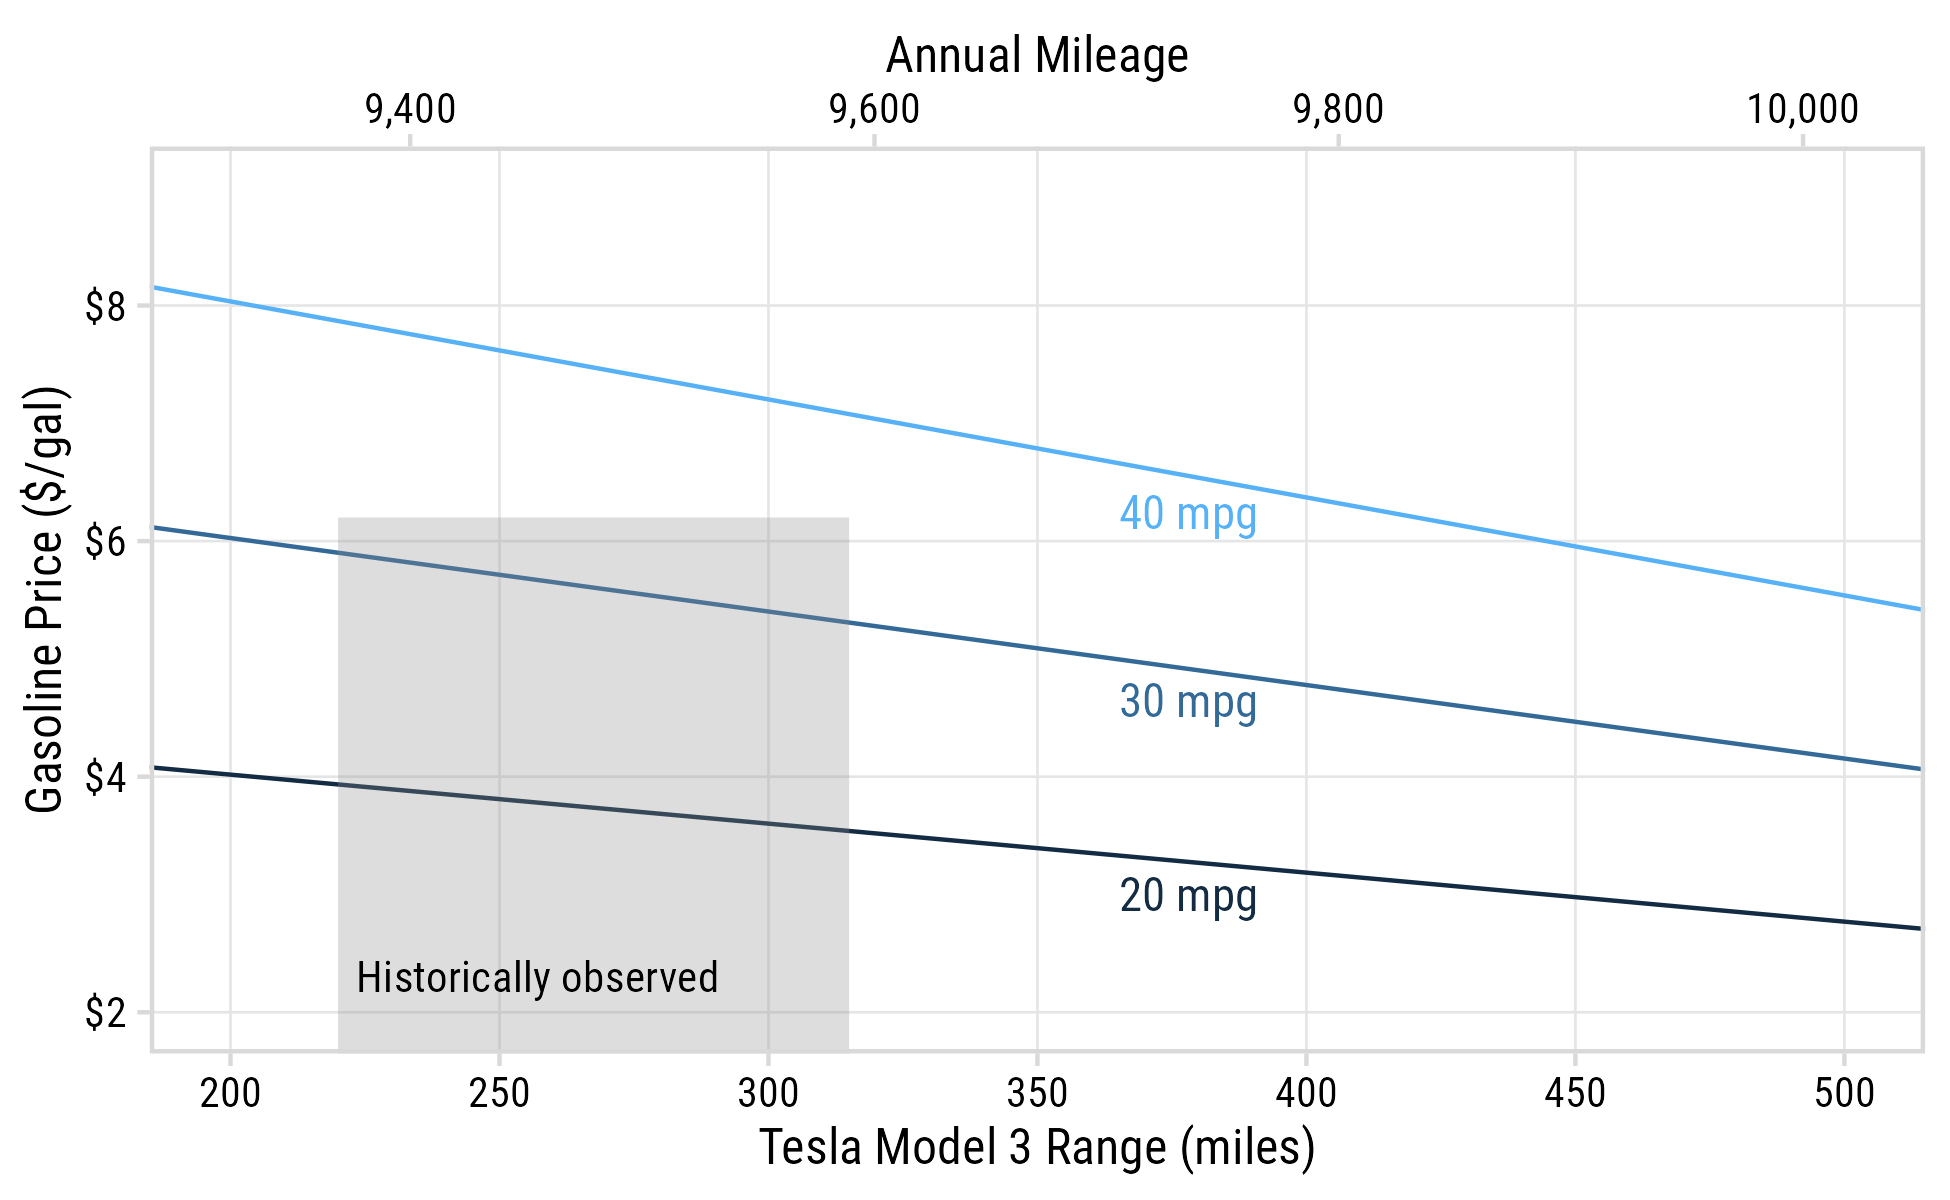 Annual Mileage
9,400 9,600 9,800 10,000
$8
$6
$4
$2
Gasoline Price ($/gal)
40 mpg
30 mpg
20 mpg
Historically observed
200 250 300 350 400 450 500
Tesla Model 3 Range (miles)